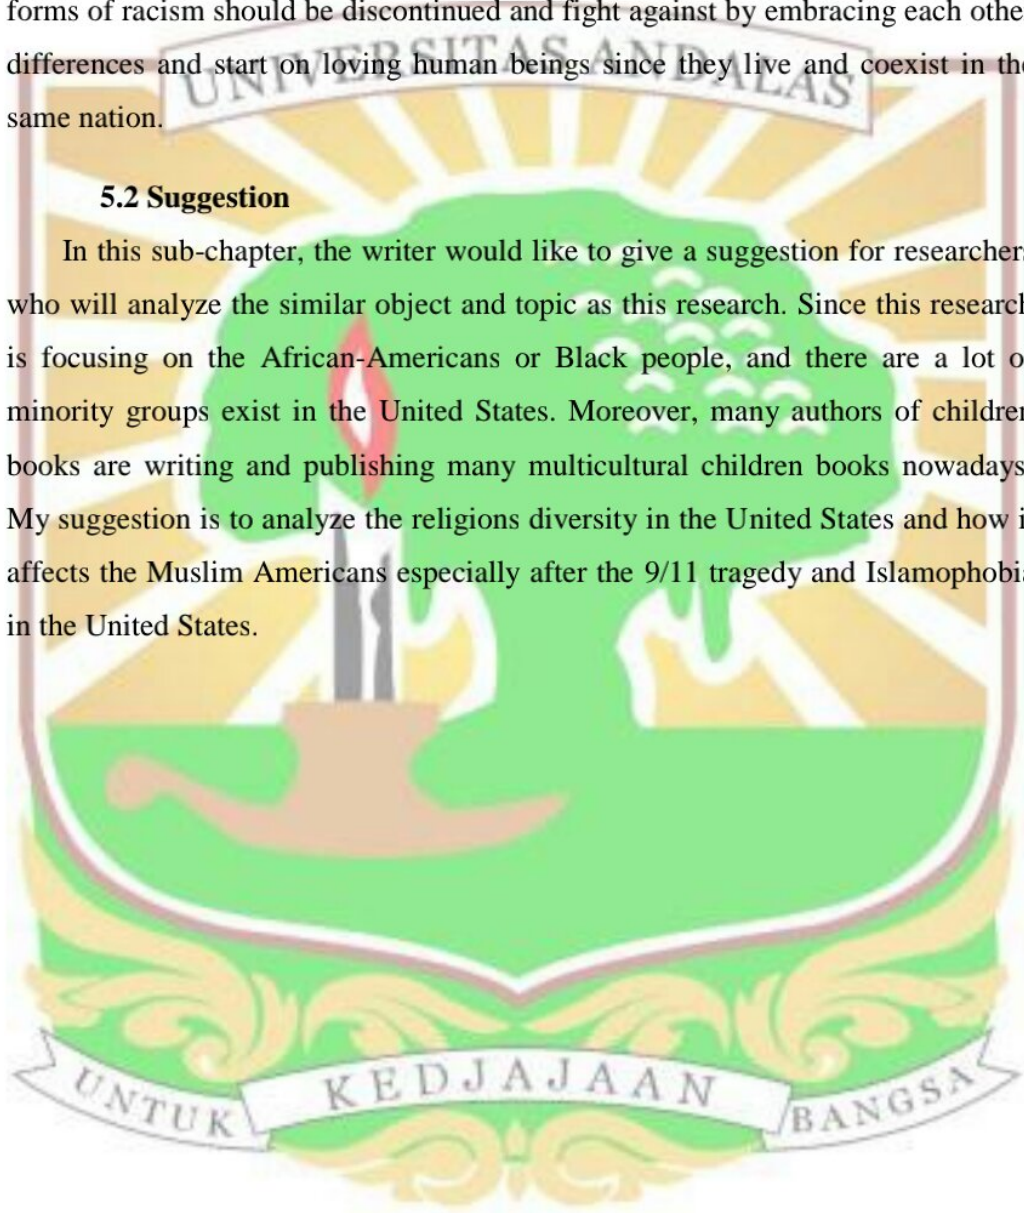 forms of racism should be discontinued and fight against by embracing each othe
differences and start on loving human beings since they live and coexist in the
same nation.
UNIVERSITAS ANDALAS
5.2 Suggestion
In this sub-chapter, the writer would like to give a suggestion for researchers
who will analyze the similar object and topic as this research. Since this research
is focusing on the African-Americans or Black people, and there are a lot o
minority groups exist in the United States. Moreover, many authors of children
books are writing and publishing many multicultural children books nowadays.
My suggestion is to analyze the religions diversity in the United States and how i
affects the Muslim Americans especially after the 9/11 tragedy and Islamophobia
in the United States.
UNTUK KEDJAJAAN BANGSA